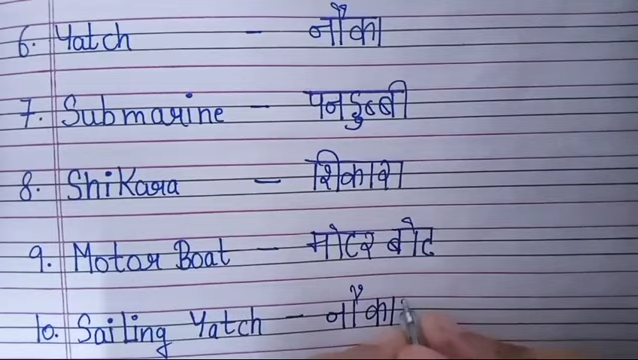 6. Yatch - नौका
7. Submarine - पनडुब्बी
8. Shikara - शिकारा
9. Motor Boat - मोटर बोट
10. Sailing Yatch - नौका